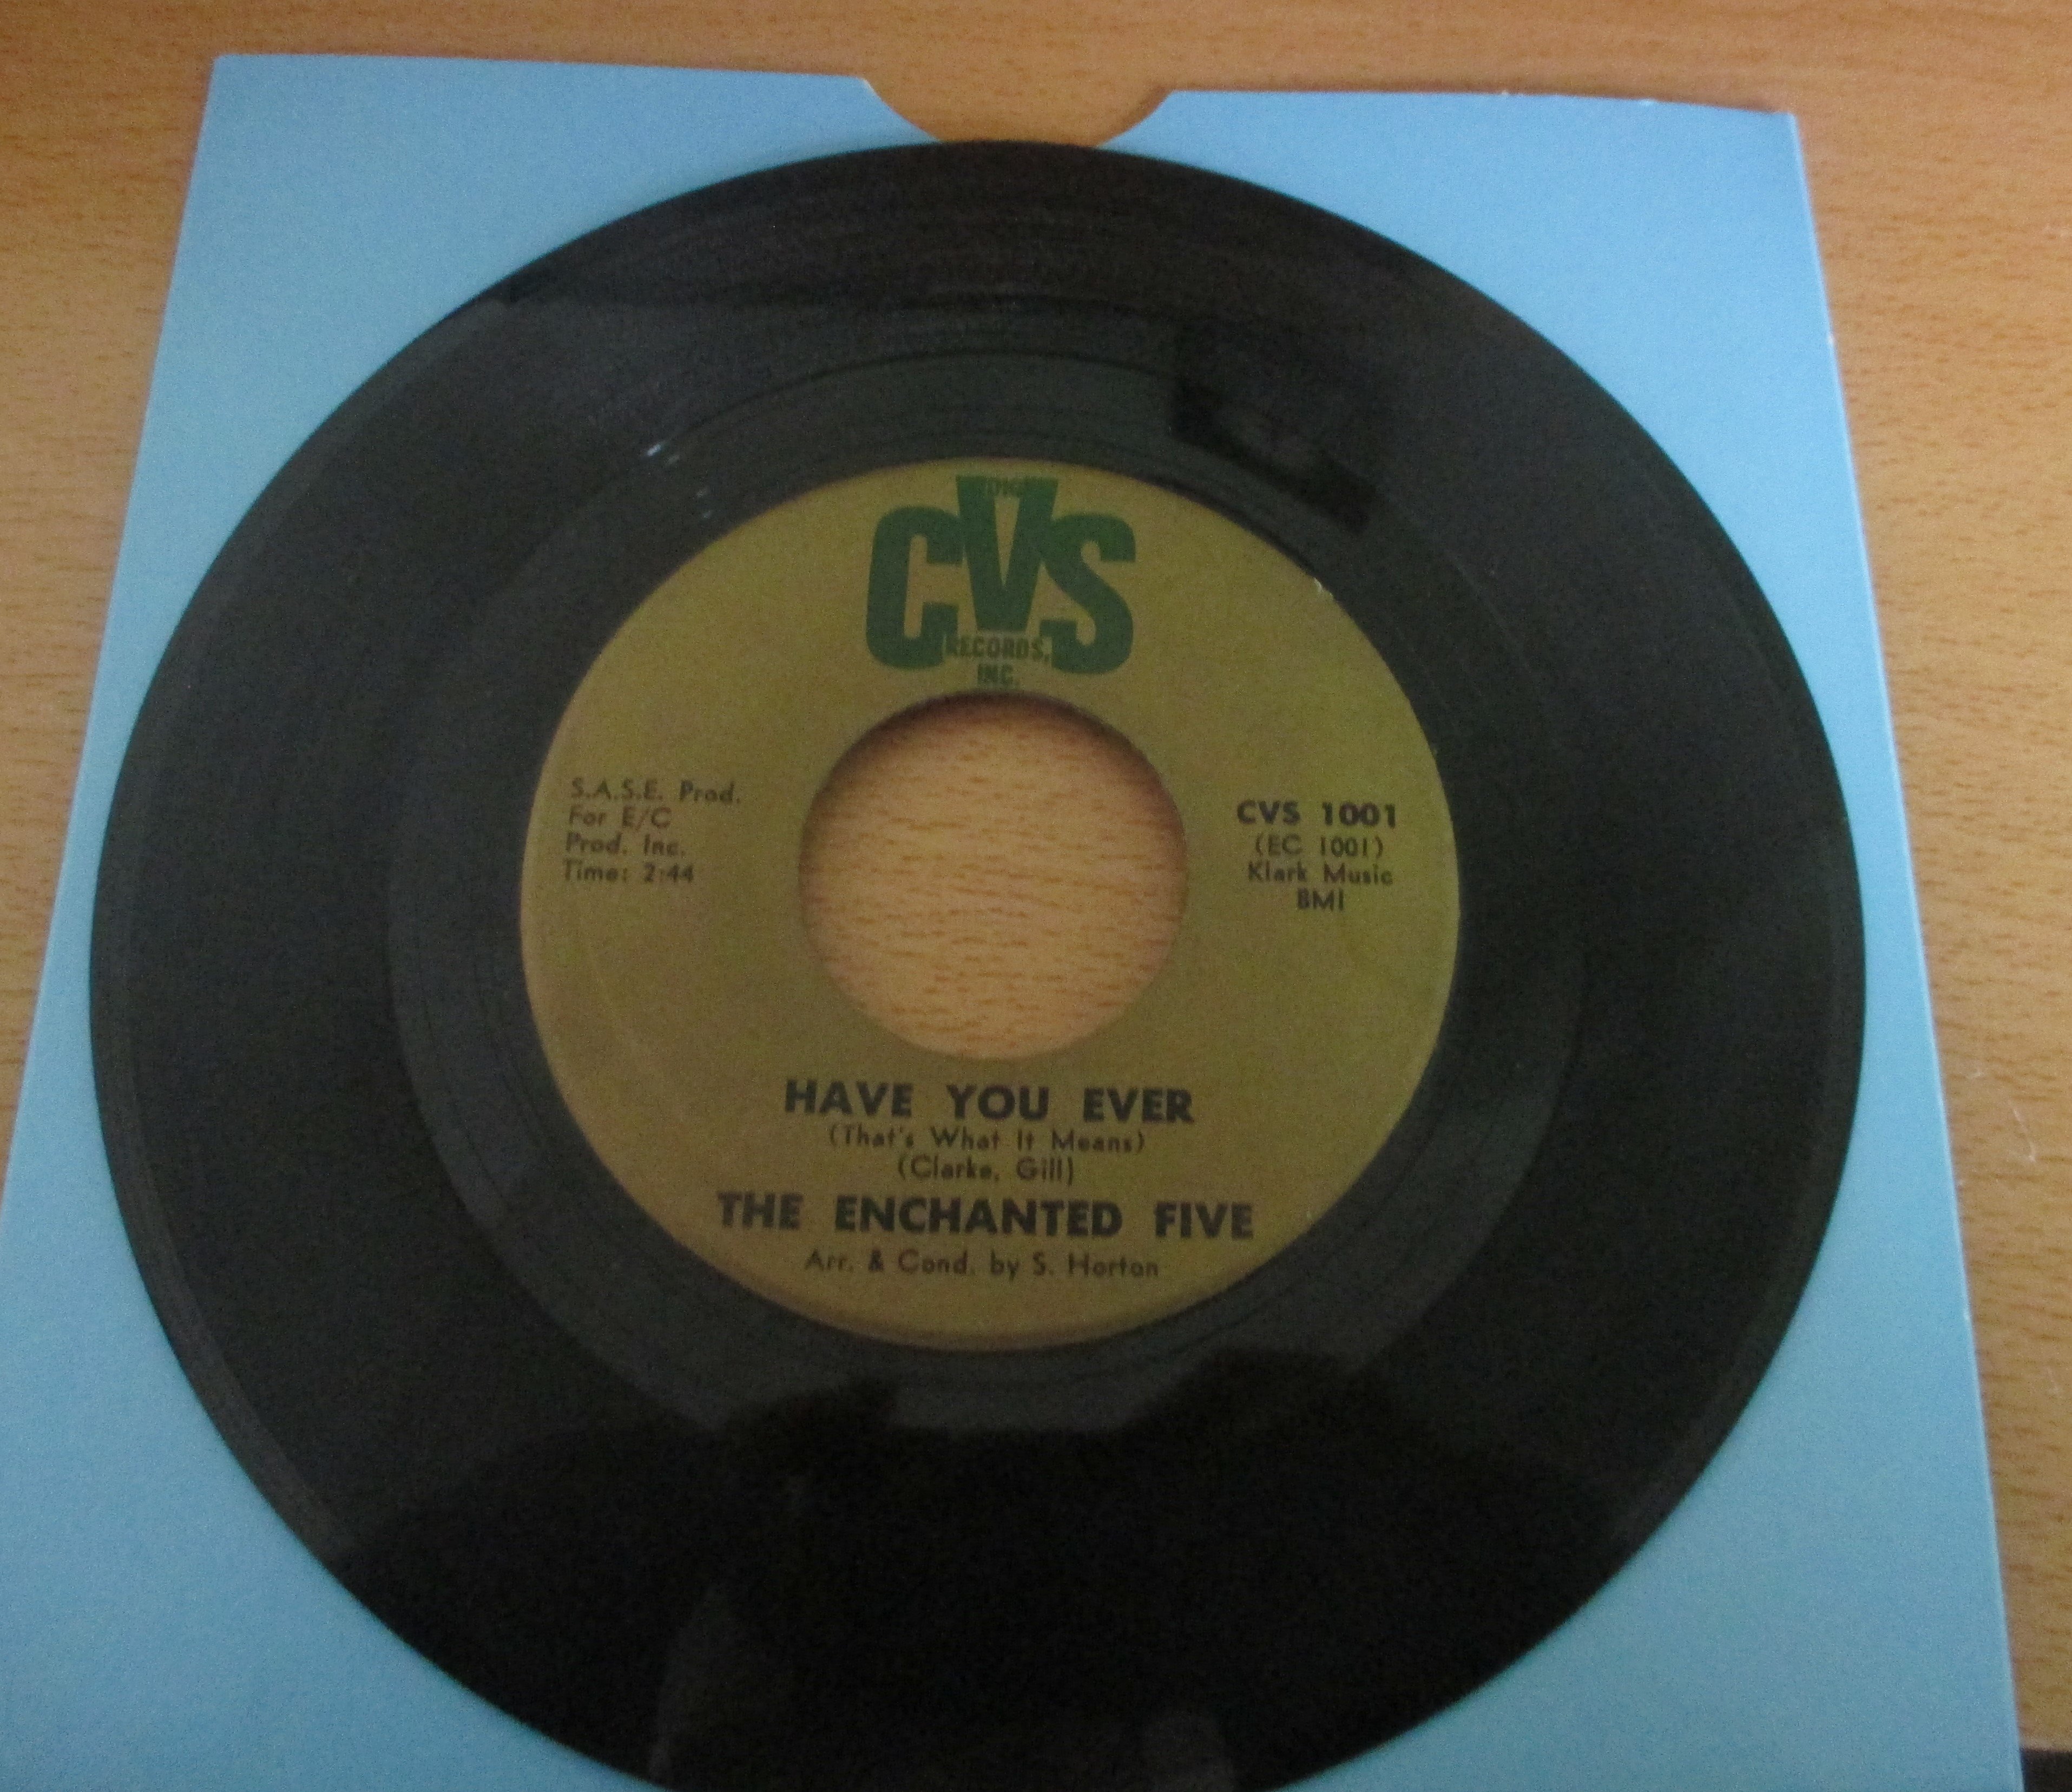 CVS
RECORDS,
INC.
S.A.S.E. Prod.
For E/C
Prod. Inc.
Time: 2:44
CVS 1001
(EC 1001)
Klark Music
BMI
HAVE YOU EVER
(That's What It Means)
(Clarke, Gill)
THE ENCHANTED FIVE
Arr. & Cond. by S. Horton